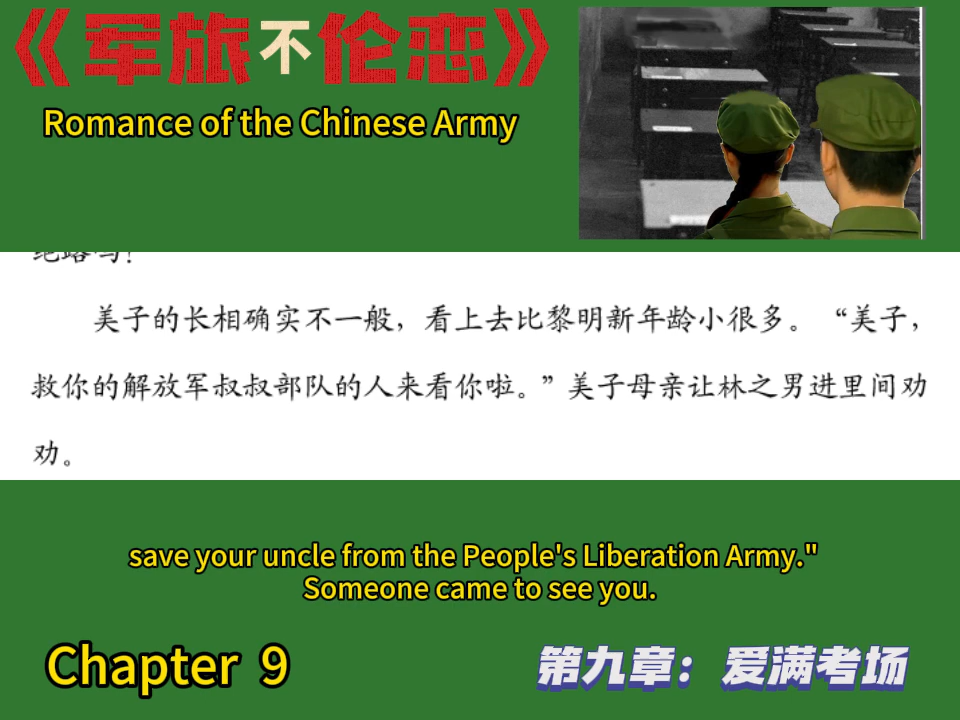 《军旅不伦恋》
Romance of the Chinese Army
美子的长相确实不一般，看上去比黎明新年龄小很多。“美子，
救你的解放军叔叔部队的人来看你啦。”美子母亲让林之男进里间劝
劝。
save your uncle from the People's Liberation Army."
Someone came to see you.
Chapter 9
第九章：爱满考场